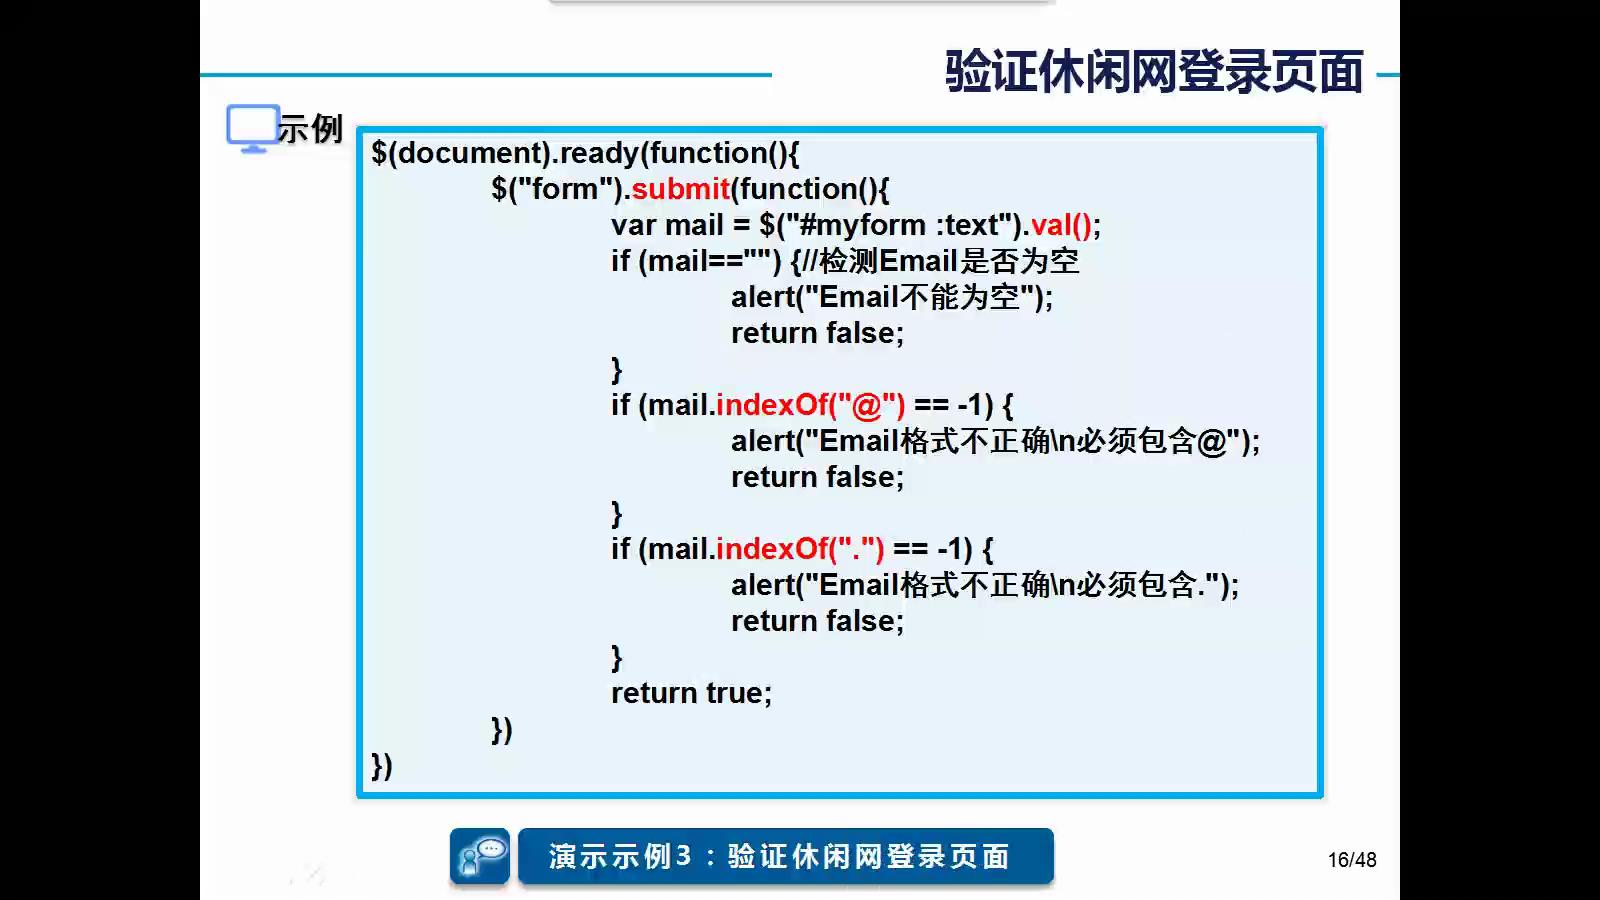 验证休闲网登录页面
示例
$(document).ready(function(){
$("form").submit(function(){
var mail = $("#myform :text").val();
if (mail=="") {//检测Email是否为空
alert("Email不能为空");
return false;
}
if (mail.indexOf("@") == -1) {
alert("Email格式不正确\n必须包含@");
return false;
}
if (mail.indexOf(".") == -1) {
alert("Email格式不正确\n必须包含.");
return false;
}
return true;
})
})
演示示例3：验证休闲网登录页面
16/48